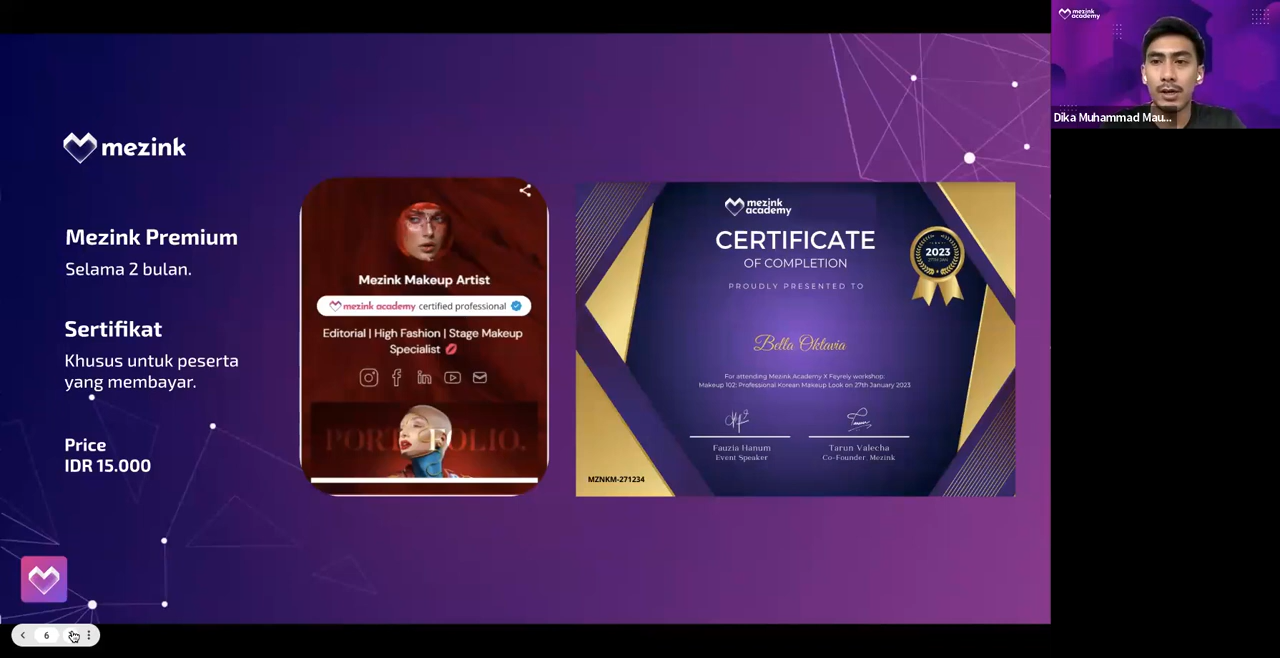 mezink
Mezink Premium
Selama 2 bulan.
Sertifikat
Khusus untuk peserta
yang membayar.
Price
IDR 15.000
Mezink Makeup Artist
mezink academy certified professional
Editorial | High Fashion | Stage Makeup
Specialist
PORTFOLIO.
mezink
academy
CERTIFICATE
OF COMPLETION
PROUDLY PRESENTED TO
2023
27TH JAN
Bella Oktavia
For attending Mezink Academy X Feyrely workshop:
Makeup 102: Professional Korean Makeup Look on 27th January 2023
Fauzia Hanum
Event Speaker
Tarun Valecha
Co-Founder, Mezink
MZNKM-271234
6
mezink
academy
Dika Muhammad Mau...